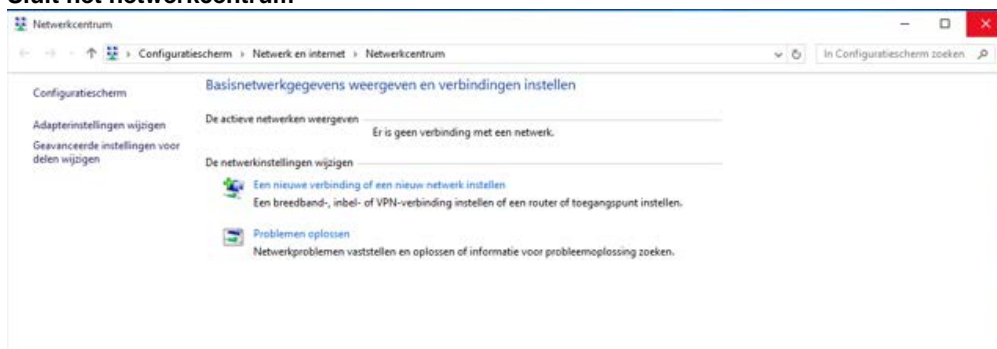 Sluit het netwerkcentrum
Netwerkcentrum
Configuratiescherm › Netwerk en internet › Netwerkcentrum
In Configuratiescherm zoeken
Configuratiescherm
Adapterinstellingen wijzigen
Geavanceerde instellingen voor
delen wijzigen
Basisnetwerkgegevens weergeven en verbindingen instellen
De actieve netwerken weergeven
Er is geen verbinding met een netwerk.
De netwerkinstellingen wijzigen
Een nieuwe verbinding of een nieuw netwerk instellen
Een breedband-, inbel- of VPN-verbinding instellen of een router of toegangspunt instellen.
Problemen oplossen
Netwerkproblemen vaststellen en oplossen of informatie voor probleemoplossing zoeken.